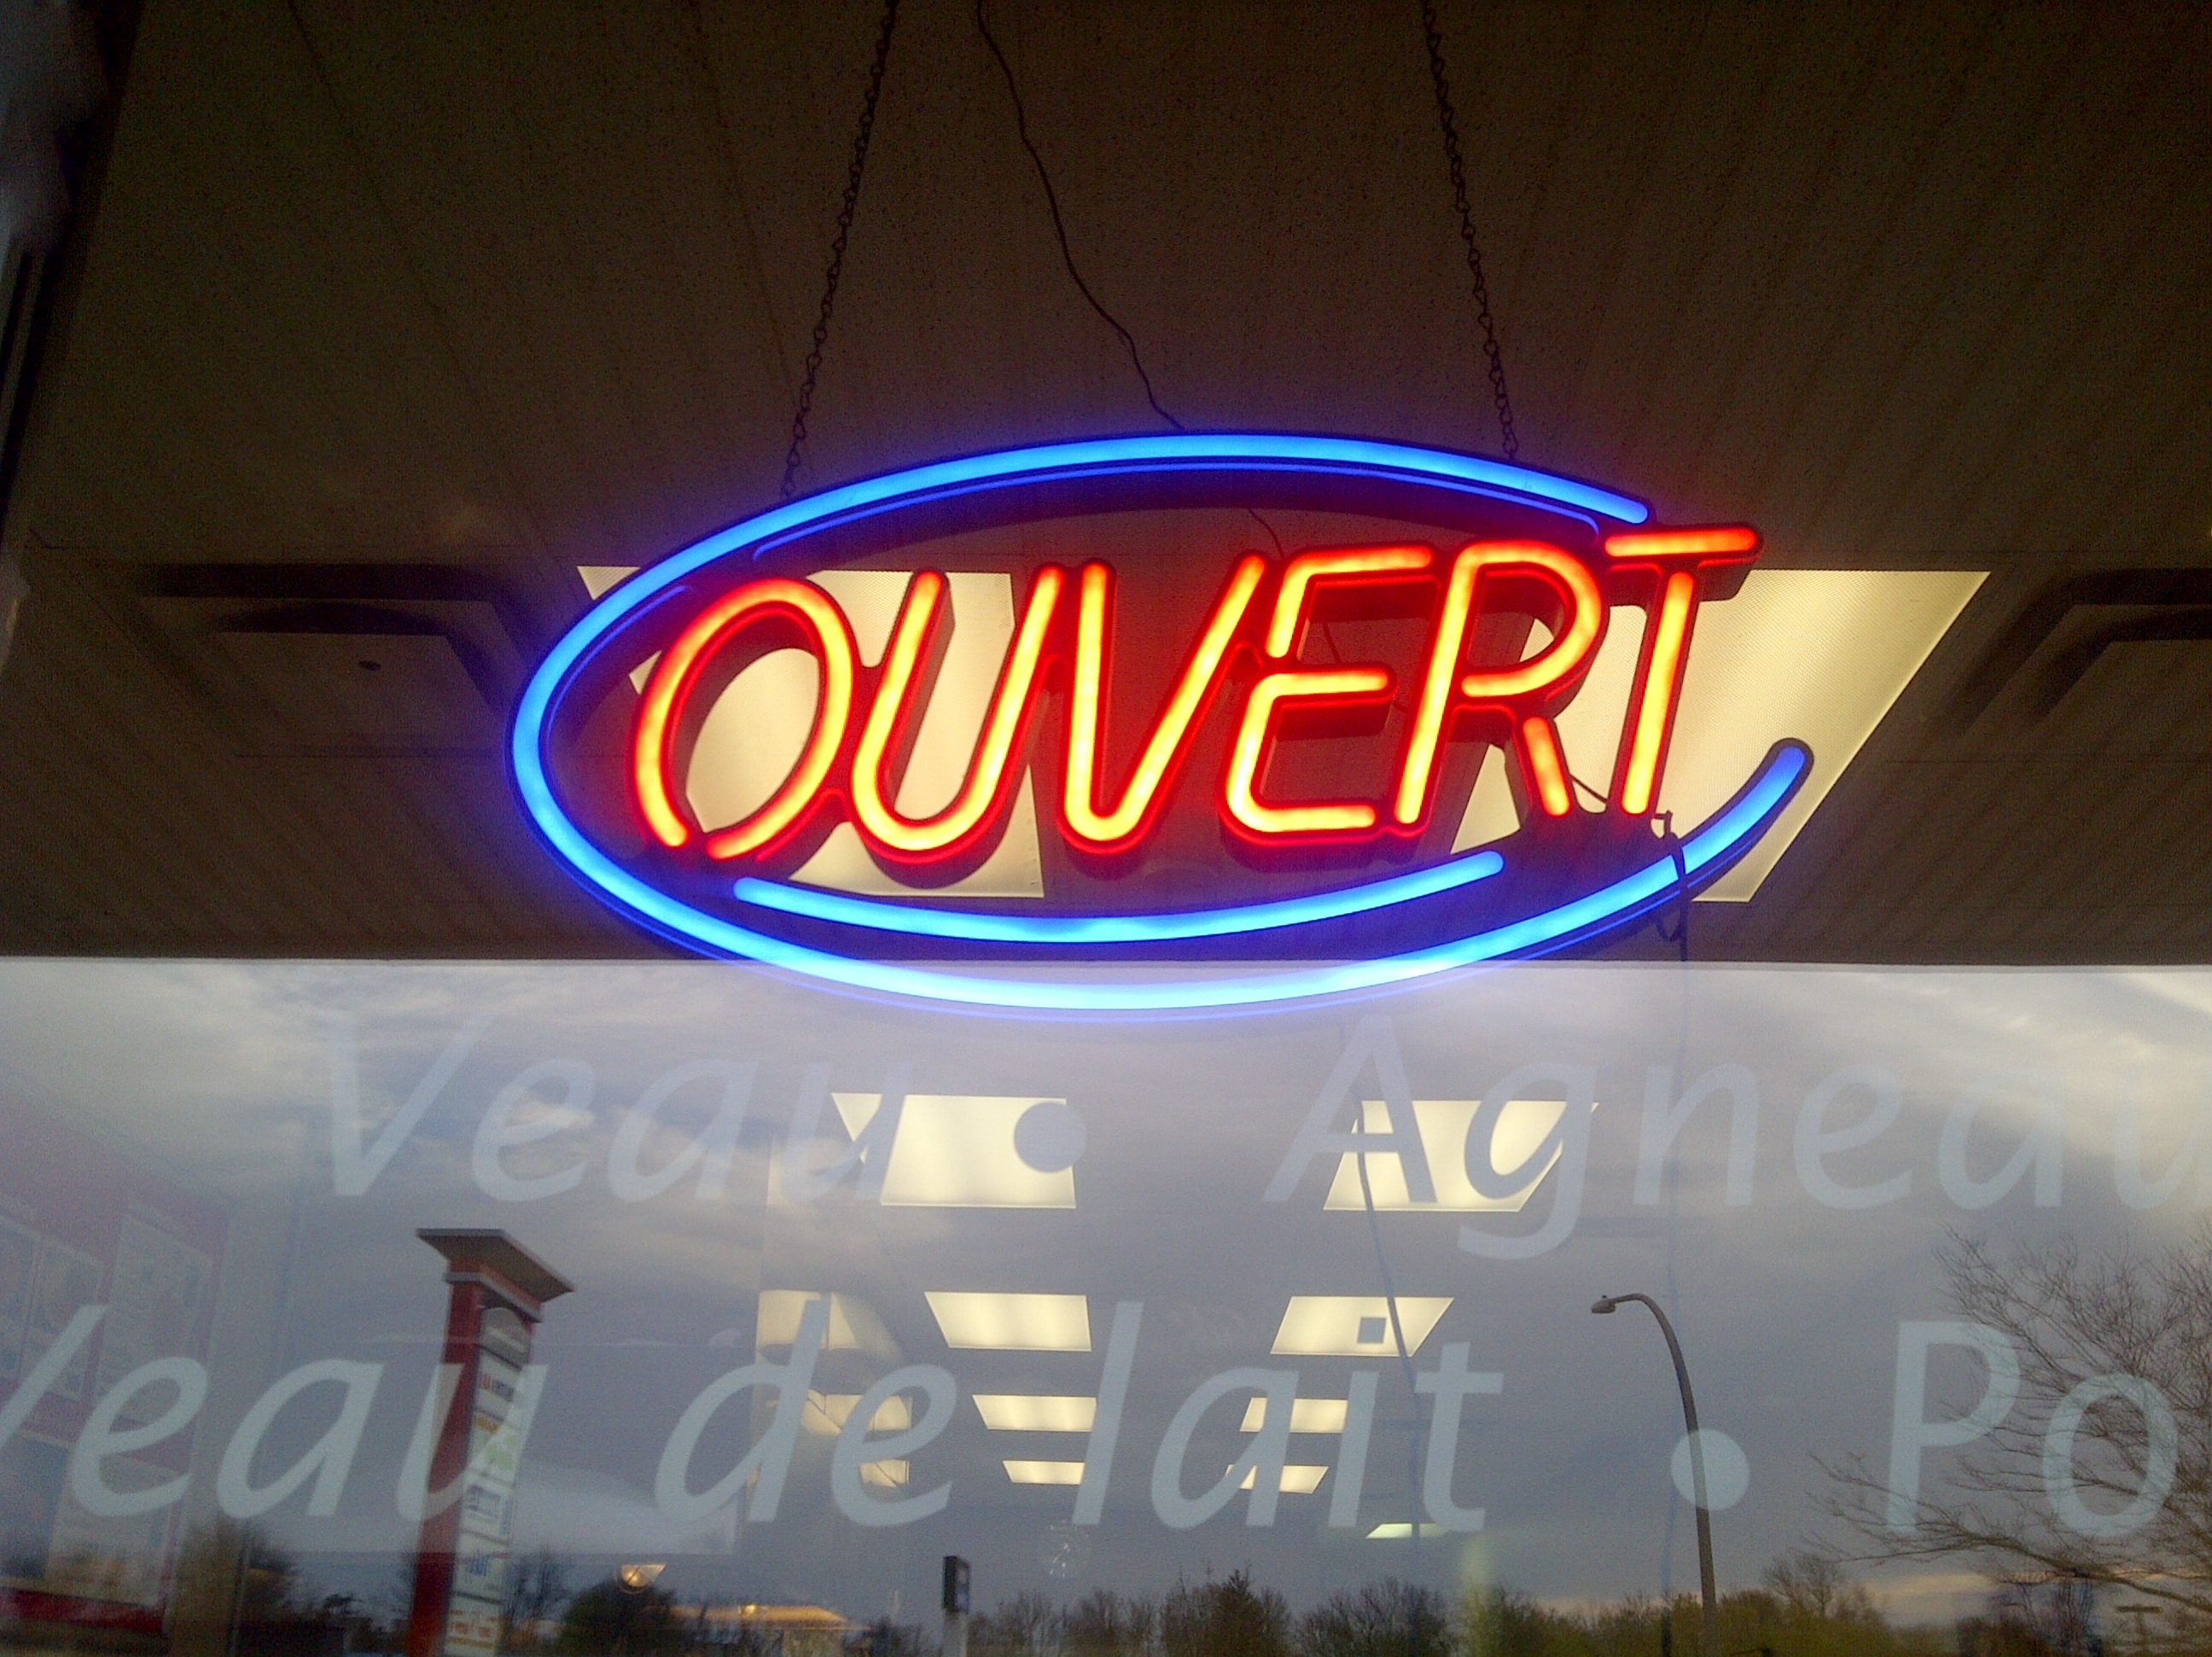 OUVERT
Veau • Agneau
Veau de lait •